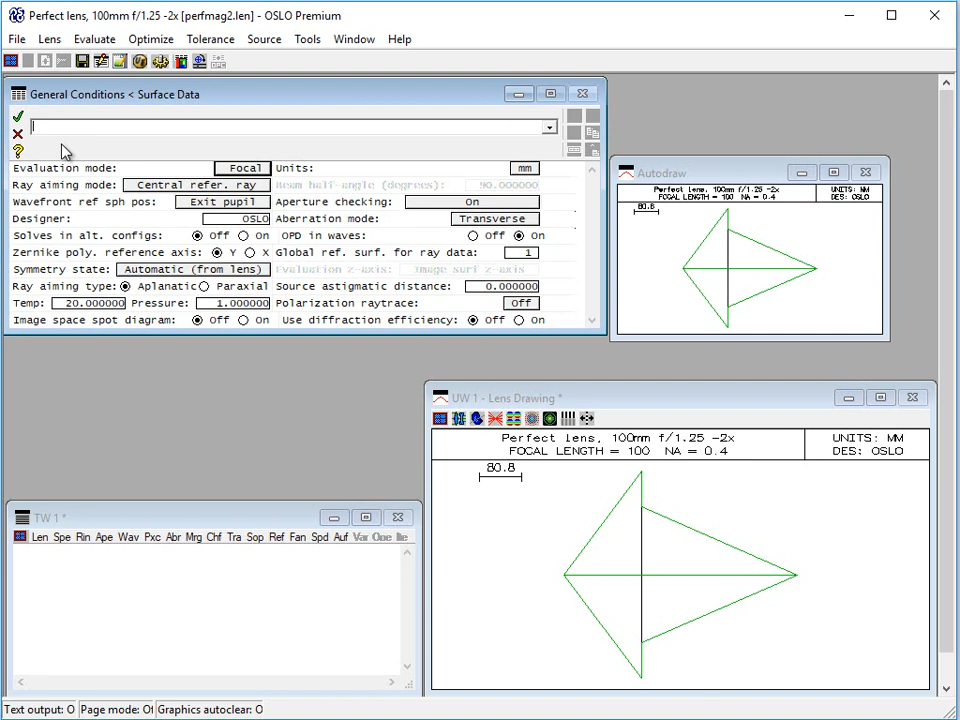 Perfect lens, 100mm f/1.25 -2x [perfmag2.len] - OSLO Premium
File Lens Evaluate Optimize Tolerance Source Tools Window Help
General Conditions < Surface Data
Evaluation mode: Focal Units: mm
Ray aiming mode: Central refer. ray Beam half-angle (degrees): 90.000000
Wavefront ref sph pos: Exit pupil Aperture checking: On
Designer: OSLO Aberration mode: Transverse
Solves in alt. configs: Off On OPD in waves: Off On
Zernike poly. reference axis: Y X Global ref. surf. for ray data: 1
Symmetry state: Automatic (from lens) Evaluation z-axis: Image surf z-axis
Ray aiming type: Aplanatic Paraxial Source astigmatic distance: 0.000000
Temp: 20.000000 Pressure: 1.000000 Polarization raytrace: Off
Image space spot diagram: Off On Use diffraction efficiency: Off On
Autodraw
Perfect lens, 100mm f/1.25 -2x
FOCAL LENGTH = 100 NA = 0.4
UNITS: MM
DES: OSLO
80.8
UW 1 - Lens Drawing *
Perfect lens, 100mm f/1.25 -2x
FOCAL LENGTH = 100 NA = 0.4
UNITS: MM
DES: OSLO
80.8
TW 1 *
Len Spe Rin Ape Wav Pxc Abr Mrg Chf Tra Sop Ref Fan Spd Auf Var Ope
Text output: O Page mode: Of Graphics autoclear: O